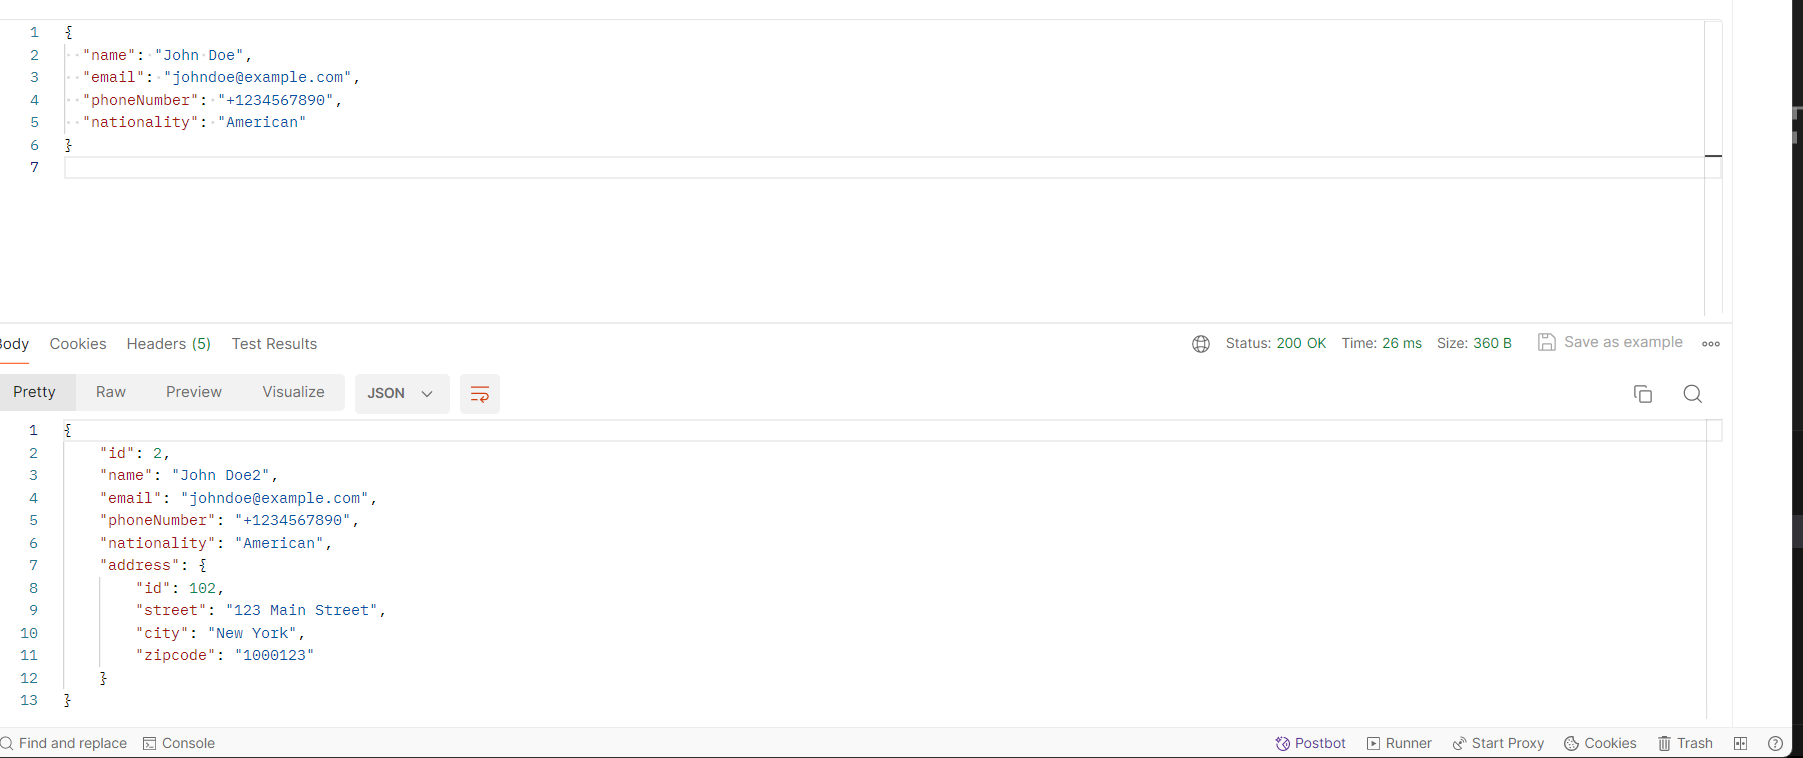 1 {
2 "name": "John Doe",
3 "email": "johndoe@example.com",
4 "phoneNumber": "+1234567890",
5 "nationality": "American"
6 }
7
Body Cookies Headers (5) Test Results Status: 200 OK Time: 26 ms Size: 360 B Save as example
Pretty Raw Preview Visualize JSON
1 {
2 "id": 2,
3 "name": "John Doe2",
4 "email": "johndoe@example.com",
5 "phoneNumber": "+1234567890",
6 "nationality": "American",
7 "address": {
8 "id": 102,
9 "street": "123 Main Street",
10 "city": "New York",
11 "zipcode": "1000123"
12 }
13 }
Find and replace Console Postbot Runner Start Proxy Cookies Trash